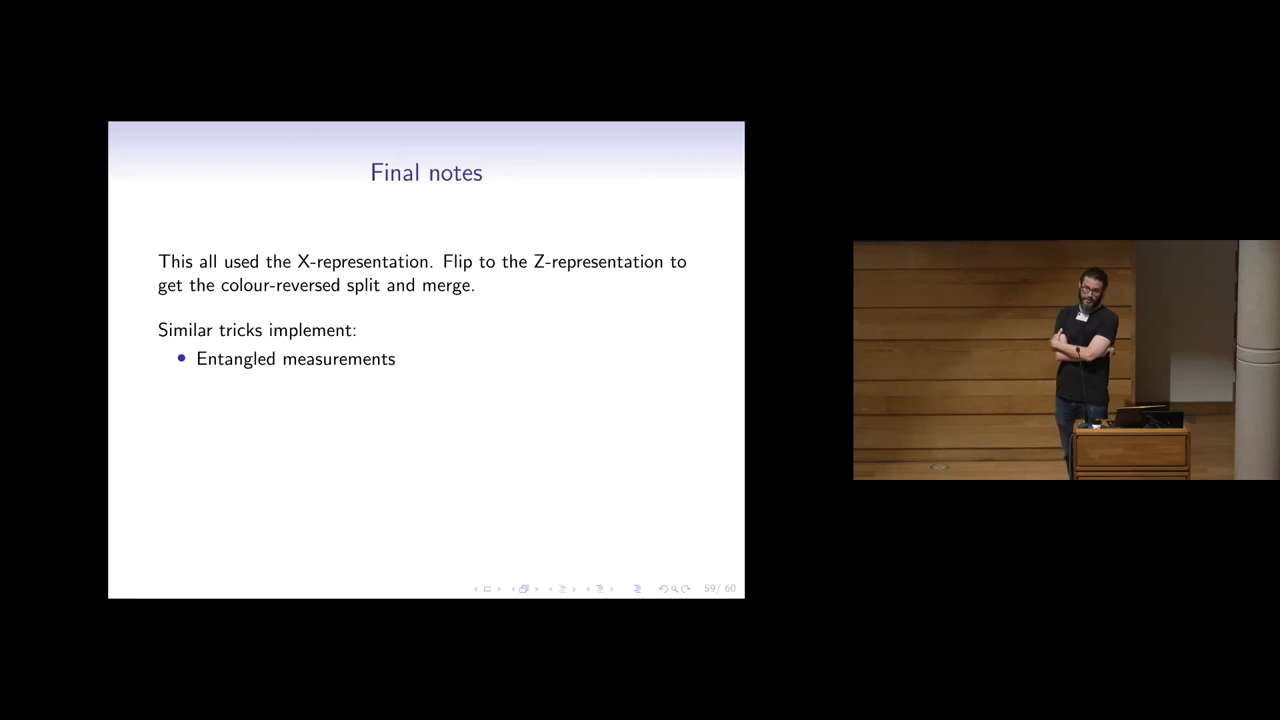 Final notes
This all used the X-representation. Flip to the Z-representation to
get the colour-reversed split and merge.
Similar tricks implement:
• Entangled measurements
59/ 60